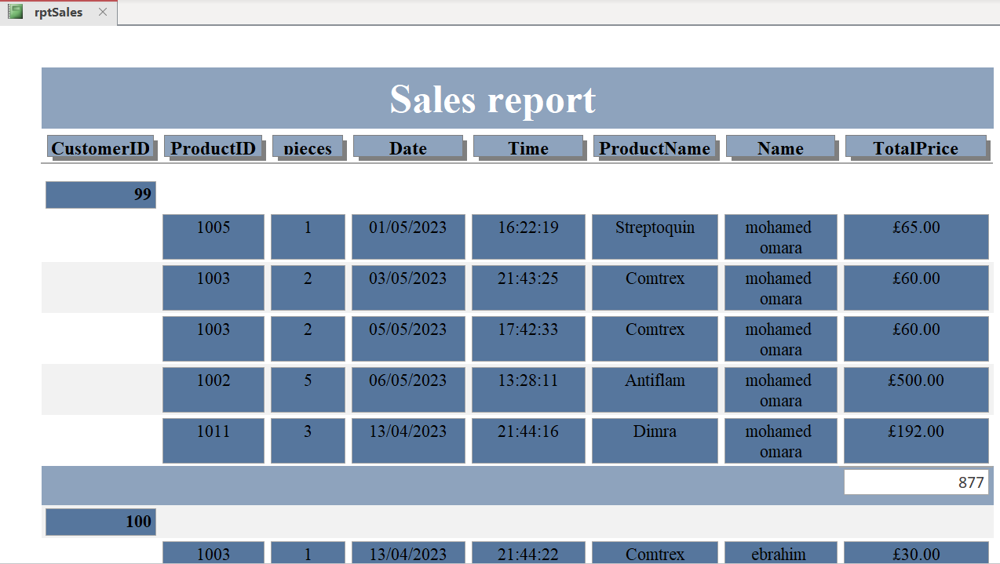 rptSales
Sales report
CustomerID ProductID pieces Date Time ProductName Name TotalPrice
99
1005 1 01/05/2023 16:22:19 Streptoquin mohamed omara £65.00
1003 2 03/05/2023 21:43:25 Comtrex mohamed omara £60.00
1003 2 05/05/2023 17:42:33 Comtrex mohamed omara £60.00
1002 5 06/05/2023 13:28:11 Antiflam mohamed omara £500.00
1011 3 13/04/2023 21:44:16 Dimra mohamed omara £192.00
877
100
1003 1 13/04/2023 21:44:22 Comtrex ebrahim £30.00